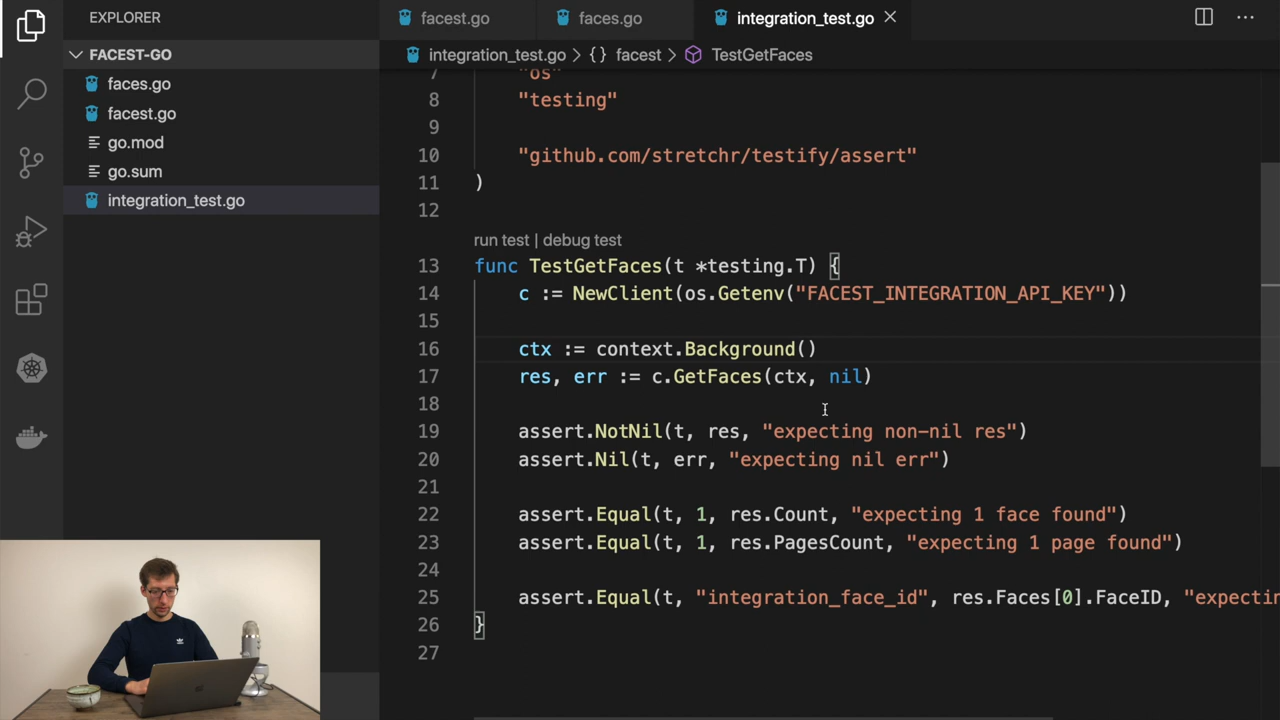 EXPLORER
FACEST-GO
faces.go
facest.go
go.mod
go.sum
integration_test.go
facest.go
faces.go
integration_test.go
integration_test.go > {} facest > TestGetFaces
7 "os"
8 "testing"
9
10 "github.com/stretchr/testify/assert"
11 )
12
run test | debug test
13 func TestGetFaces(t *testing.T) {
14 c := NewClient(os.Getenv("FACEST_INTEGRATION_API_KEY"))
15
16 ctx := context.Background()
17 res, err := c.GetFaces(ctx, nil)
18
19 assert.NotNil(t, res, "expecting non-nil res")
20 assert.Nil(t, err, "expecting nil err")
21
22 assert.Equal(t, 1, res.Count, "expecting 1 face found")
23 assert.Equal(t, 1, res.PagesCount, "expecting 1 page found")
24
25 assert.Equal(t, "integration_face_id", res.Faces[0].FaceID, "expectin
26 }
27